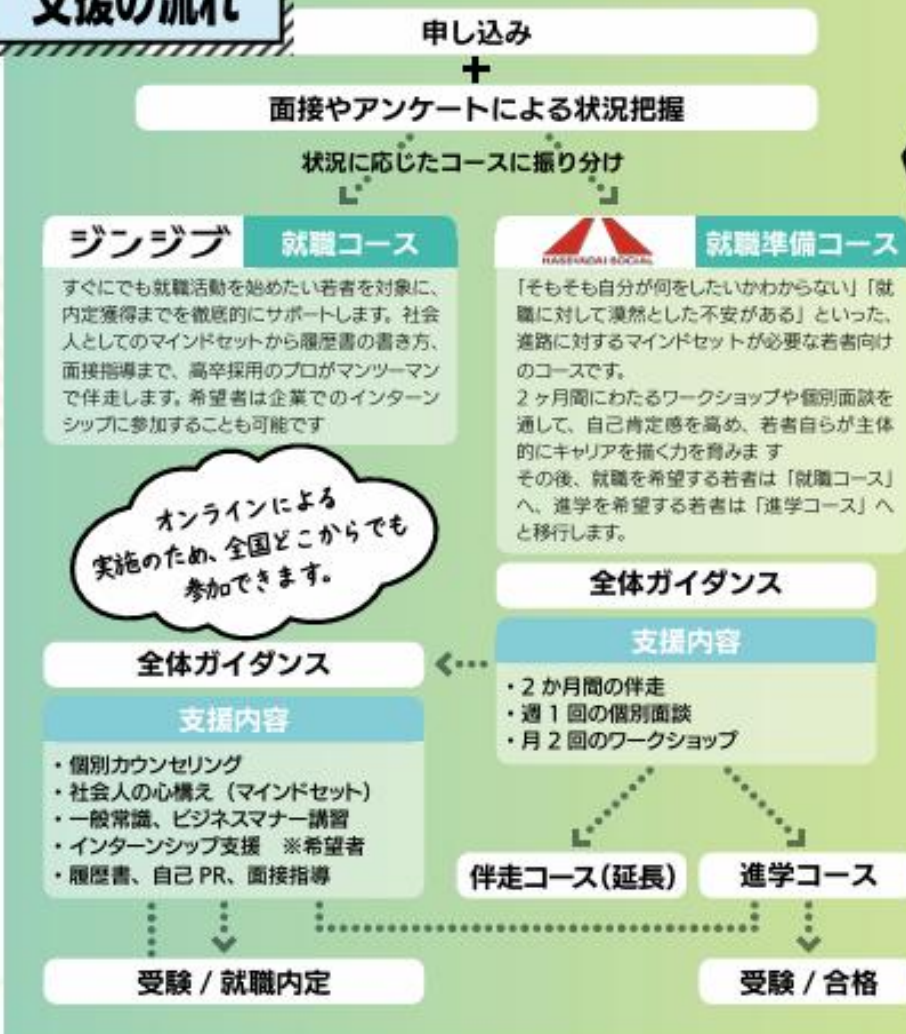 支援の流れ
申し込み
+
面接やアンケートによる状況把握
状況に応じたコースに振り分け
ジンジブ 就職コース
すぐにでも就職活動を始めたい若者を対象に、
内定獲得までを徹底的にサポートします。社会
人としてのマインドセットから履歴書の書き方、
面接指導まで、高卒採用のプロがマンツーマン
で伴走します。希望者は企業でのインターン
シップに参加することも可能です
オンラインによる
実施のため、全国どこからでも
参加できます。
HASSYADAI SOCIAL 就職準備コース
「そもそも自分が何をしたいかわからない」「就
職に対して漠然とした不安がある」といった、
進路に対するマインドセットが必要な若者向け
のコースです。
2ヶ月間にわたるワークショップや個別面談を
通して、自己肯定感を高め、若者自らが主体
的にキャリアを描く力を育みま す
その後、就職を希望する若者は「就職コース」
へ、進学を希望する若者は「進学コース」へ
と移行します。
全体ガイダンス
支援内容
・2か月間の伴走
・週1回の個別面談
・月2回のワークショップ
全体ガイダンス
支援内容
・個別カウンセリング
・社会人の心構え（マインドセット）
・一般常識、ビジネスマナー講習
・インターンシップ支援 ※希望者
・履歴書、自己PR、面接指導
伴走コース(延長)
進学コース
受験 / 就職内定
受験 / 合格